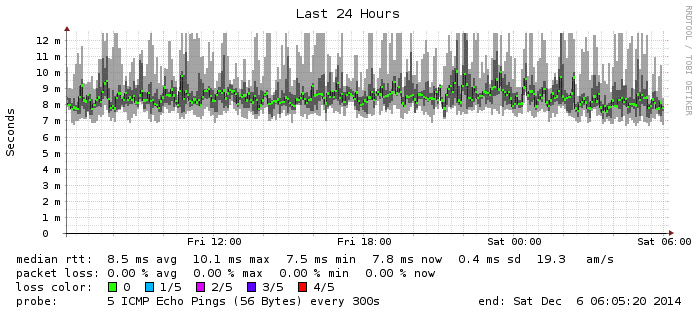 Last 24 Hours
RRDTOOL / TOBI OETIKER
Seconds
12 m
11 m
10 m
9 m
8 m
7 m
6 m
5 m
4 m
3 m
2 m
1 m
0
Fri 12:00 Fri 18:00 Sat 00:00 Sat 06:00
median rtt: 8.5 ms avg 10.1 ms max 7.5 ms min 7.8 ms now 0.4 ms sd 19.3 am/s
packet loss: 0.00 % avg 0.00 % max 0.00 % min 0.00 % now
loss color: 0 1/5 2/5 3/5 4/5
probe: 5 ICMP Echo Pings (56 Bytes) every 300s end: Sat Dec 6 06:05:20 2014